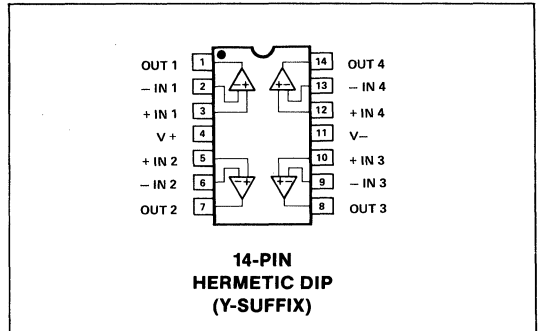 OUT 1 1 14 OUT 4
– IN 1 2 – + + – 13 – IN 4
+ IN 1 3 12 + IN 4
V + 4 11 V–
+ IN 2 5 10 + IN 3
– IN 2 6 – + + – 9 – IN 3
OUT 2 7 8 OUT 3
14-PIN
HERMETIC DIP
(Y-SUFFIX)